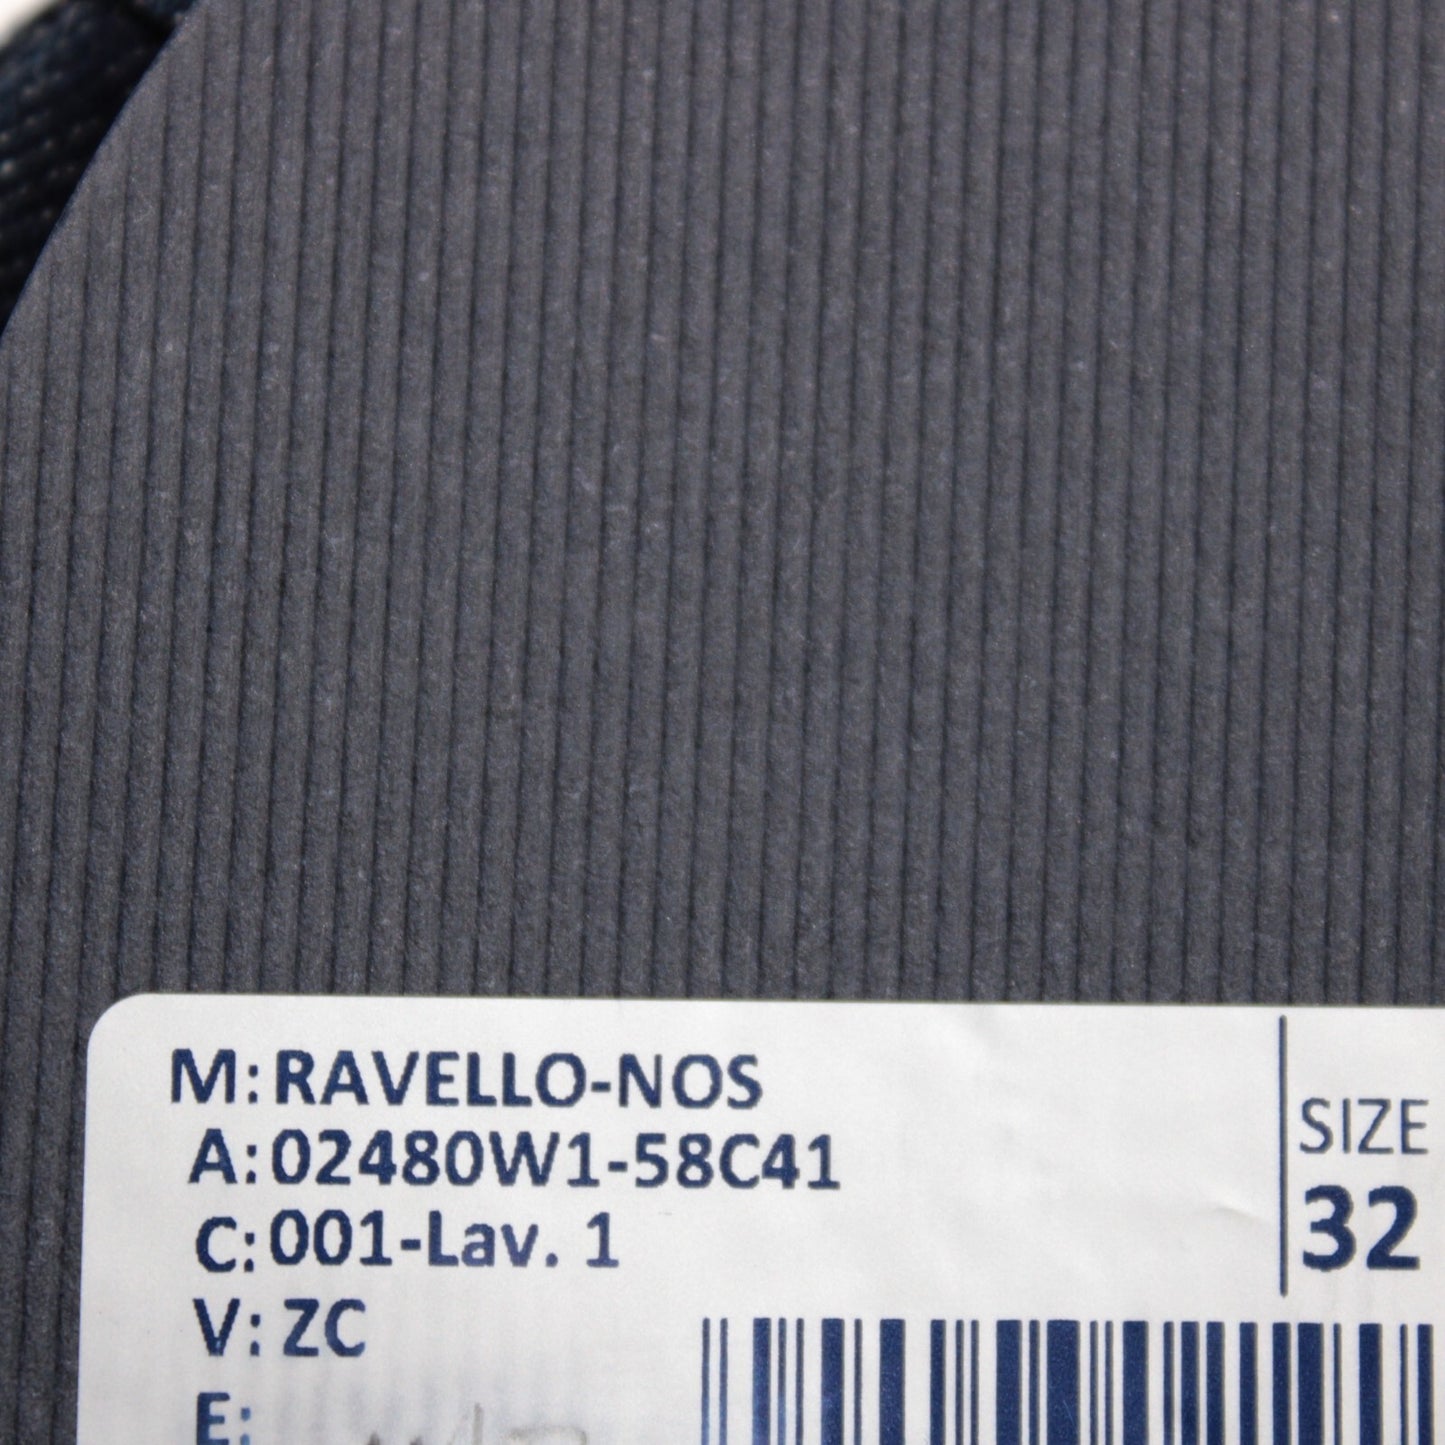 M: RAVELLO-NOS
A: 02480W1-58C41
C: 001-Lav. 1
V: ZC
E:
SIZE
32